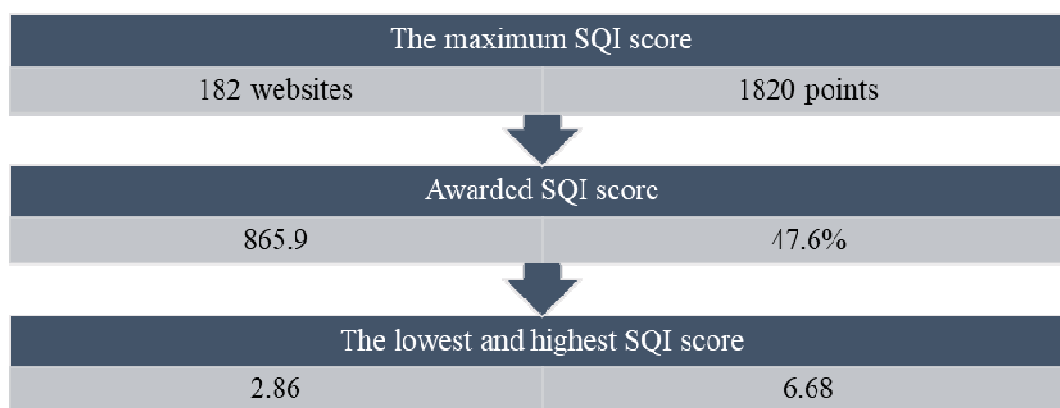 The maximum SQI score
182 websites 1820 points
Awarded SQI score
865.9 47.6%
The lowest and highest SQI score
2.86 6.68